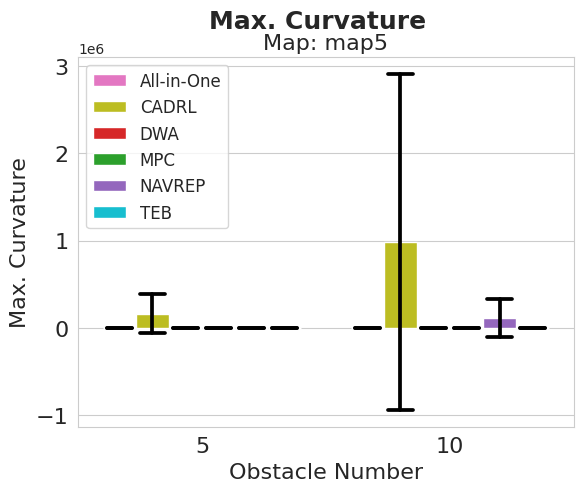 Max. Curvature
Map: map5
1e6
All-in-One
CADRL
DWA
MPC
NAVREP
TEB
3
2
1
0
−1
Max. Curvature
5 10
Obstacle Number